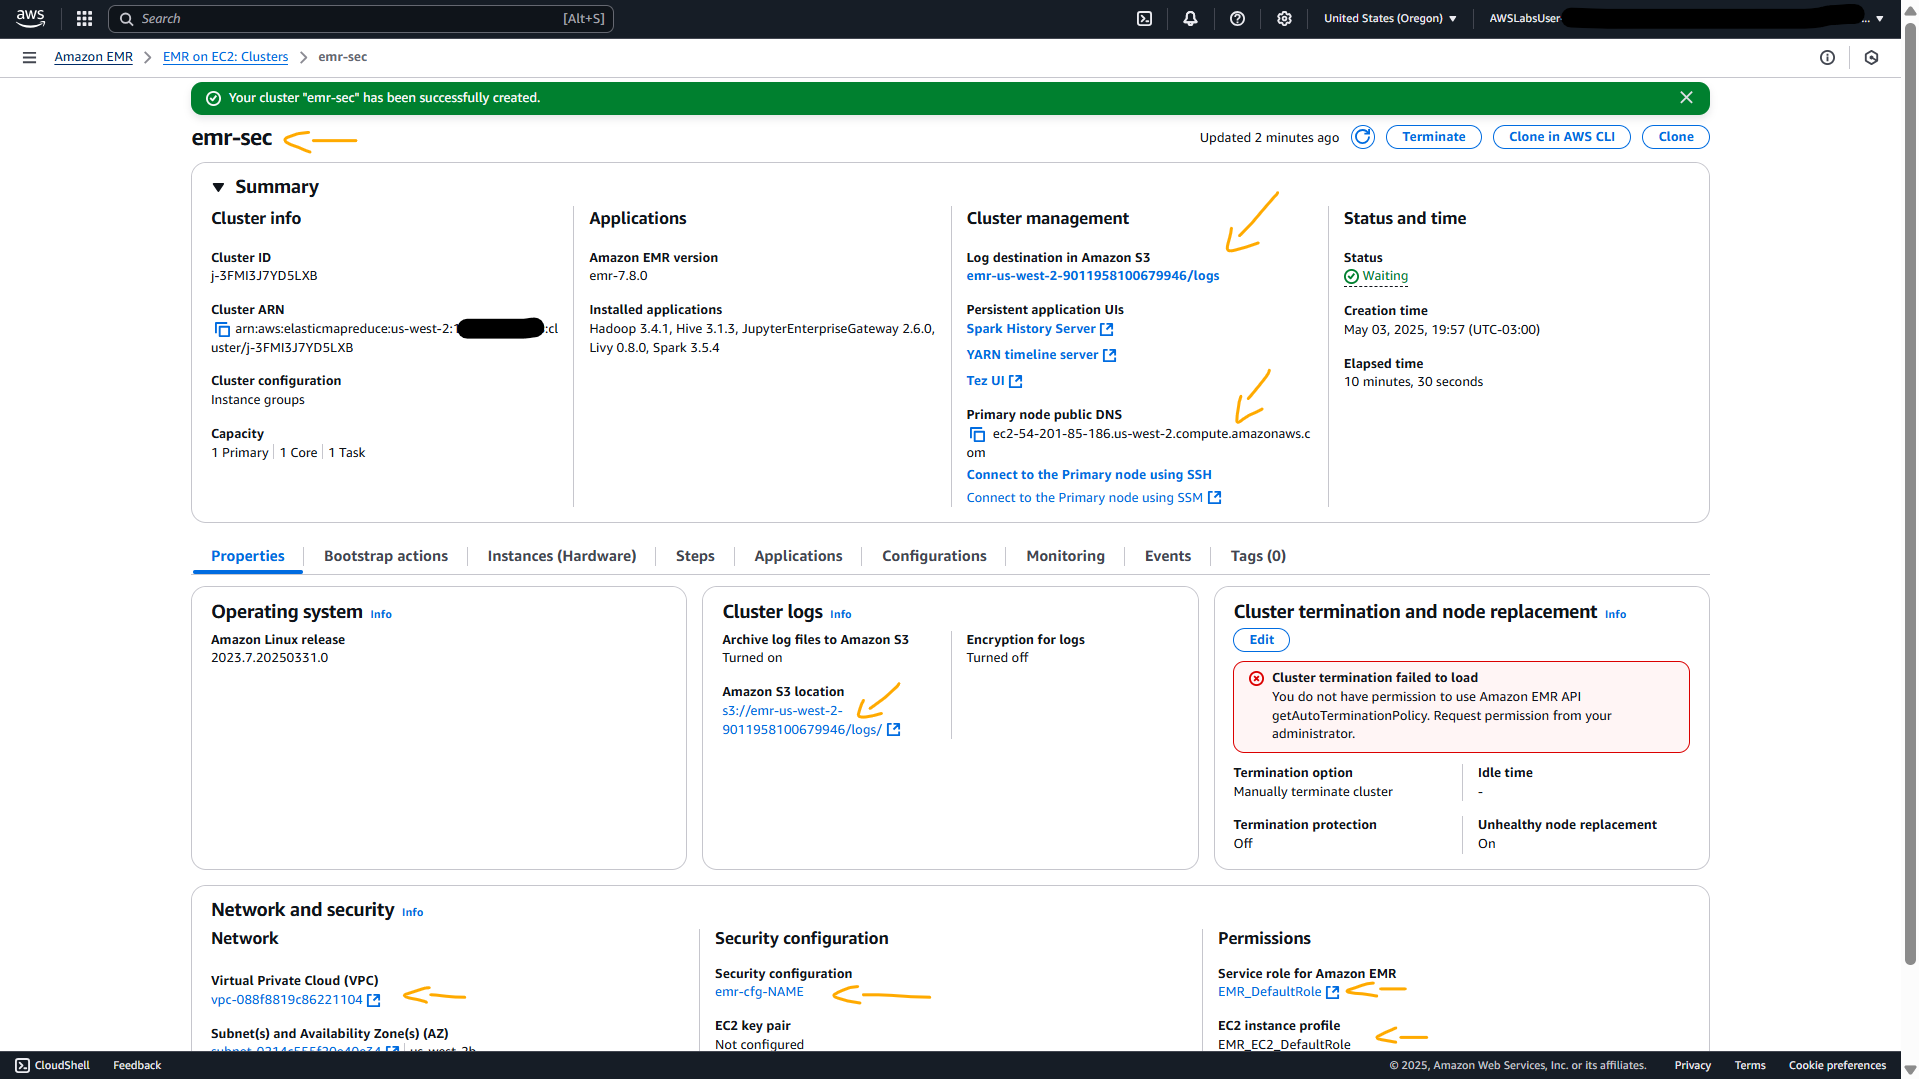 aws
Search
[Alt+S]
United States (Oregon)
AWSLabsUser-
...
Amazon EMR
EMR on EC2: Clusters
emr-sec
Your cluster "emr-sec" has been successfully created.
emr-sec
Updated 2 minutes ago
Terminate
Clone in AWS CLI
Clone
Summary
Cluster info
Cluster ID
j-3FMI3J7YD5LXB
Cluster ARN
arn:aws:elasticmapreduce:us-west-2: :cl
uster/j-3FMI3J7YD5LXB
Cluster configuration
Instance groups
Capacity
1 Primary | 1 Core | 1 Task
Applications
Amazon EMR version
emr-7.8.0
Installed applications
Hadoop 3.4.1, Hive 3.1.3, JupyterEnterpriseGateway 2.6.0,
Livy 0.8.0, Spark 3.5.4
Cluster management
Log destination in Amazon S3
emr-us-west-2-9011958100679946/logs
Persistent application UIs
Spark History Server
YARN timeline server
Tez UI
Primary node public DNS
ec2-54-201-85-186.us-west-2.compute.amazonaws.c
om
Connect to the Primary node using SSH
Connect to the Primary node using SSM
Status and time
Status
Waiting
Creation time
May 03, 2025, 19:57 (UTC-03:00)
Elapsed time
10 minutes, 30 seconds
Properties
Bootstrap actions
Instances (Hardware)
Steps
Applications
Configurations
Monitoring
Events
Tags (0)
Operating system Info
Amazon Linux release
2023.7.20250331.0
Cluster logs Info
Archive log files to Amazon S3
Turned on
Amazon S3 location
s3://emr-us-west-2-
9011958100679946/logs/
Encryption for logs
Turned off
Cluster termination and node replacement Info
Edit
Cluster termination failed to load
You do not have permission to use Amazon EMR API
getAutoTerminationPolicy. Request permission from your
administrator.
Termination option
Manually terminate cluster
Idle time
-
Termination protection
Off
Unhealthy node replacement
On
Network and security Info
Network
Virtual Private Cloud (VPC)
vpc-088f8819c86221104
Subnet(s) and Availability Zone(s) (AZ)
Security configuration
Security configuration
emr-cfg-NAME
EC2 key pair
Not configured
Permissions
Service role for Amazon EMR
EMR_DefaultRole
EC2 instance profile
EMR_EC2_DefaultRole
CloudShell
Feedback
© 2025, Amazon Web Services, Inc. or its affiliates.
Privacy
Terms
Cookie preferences